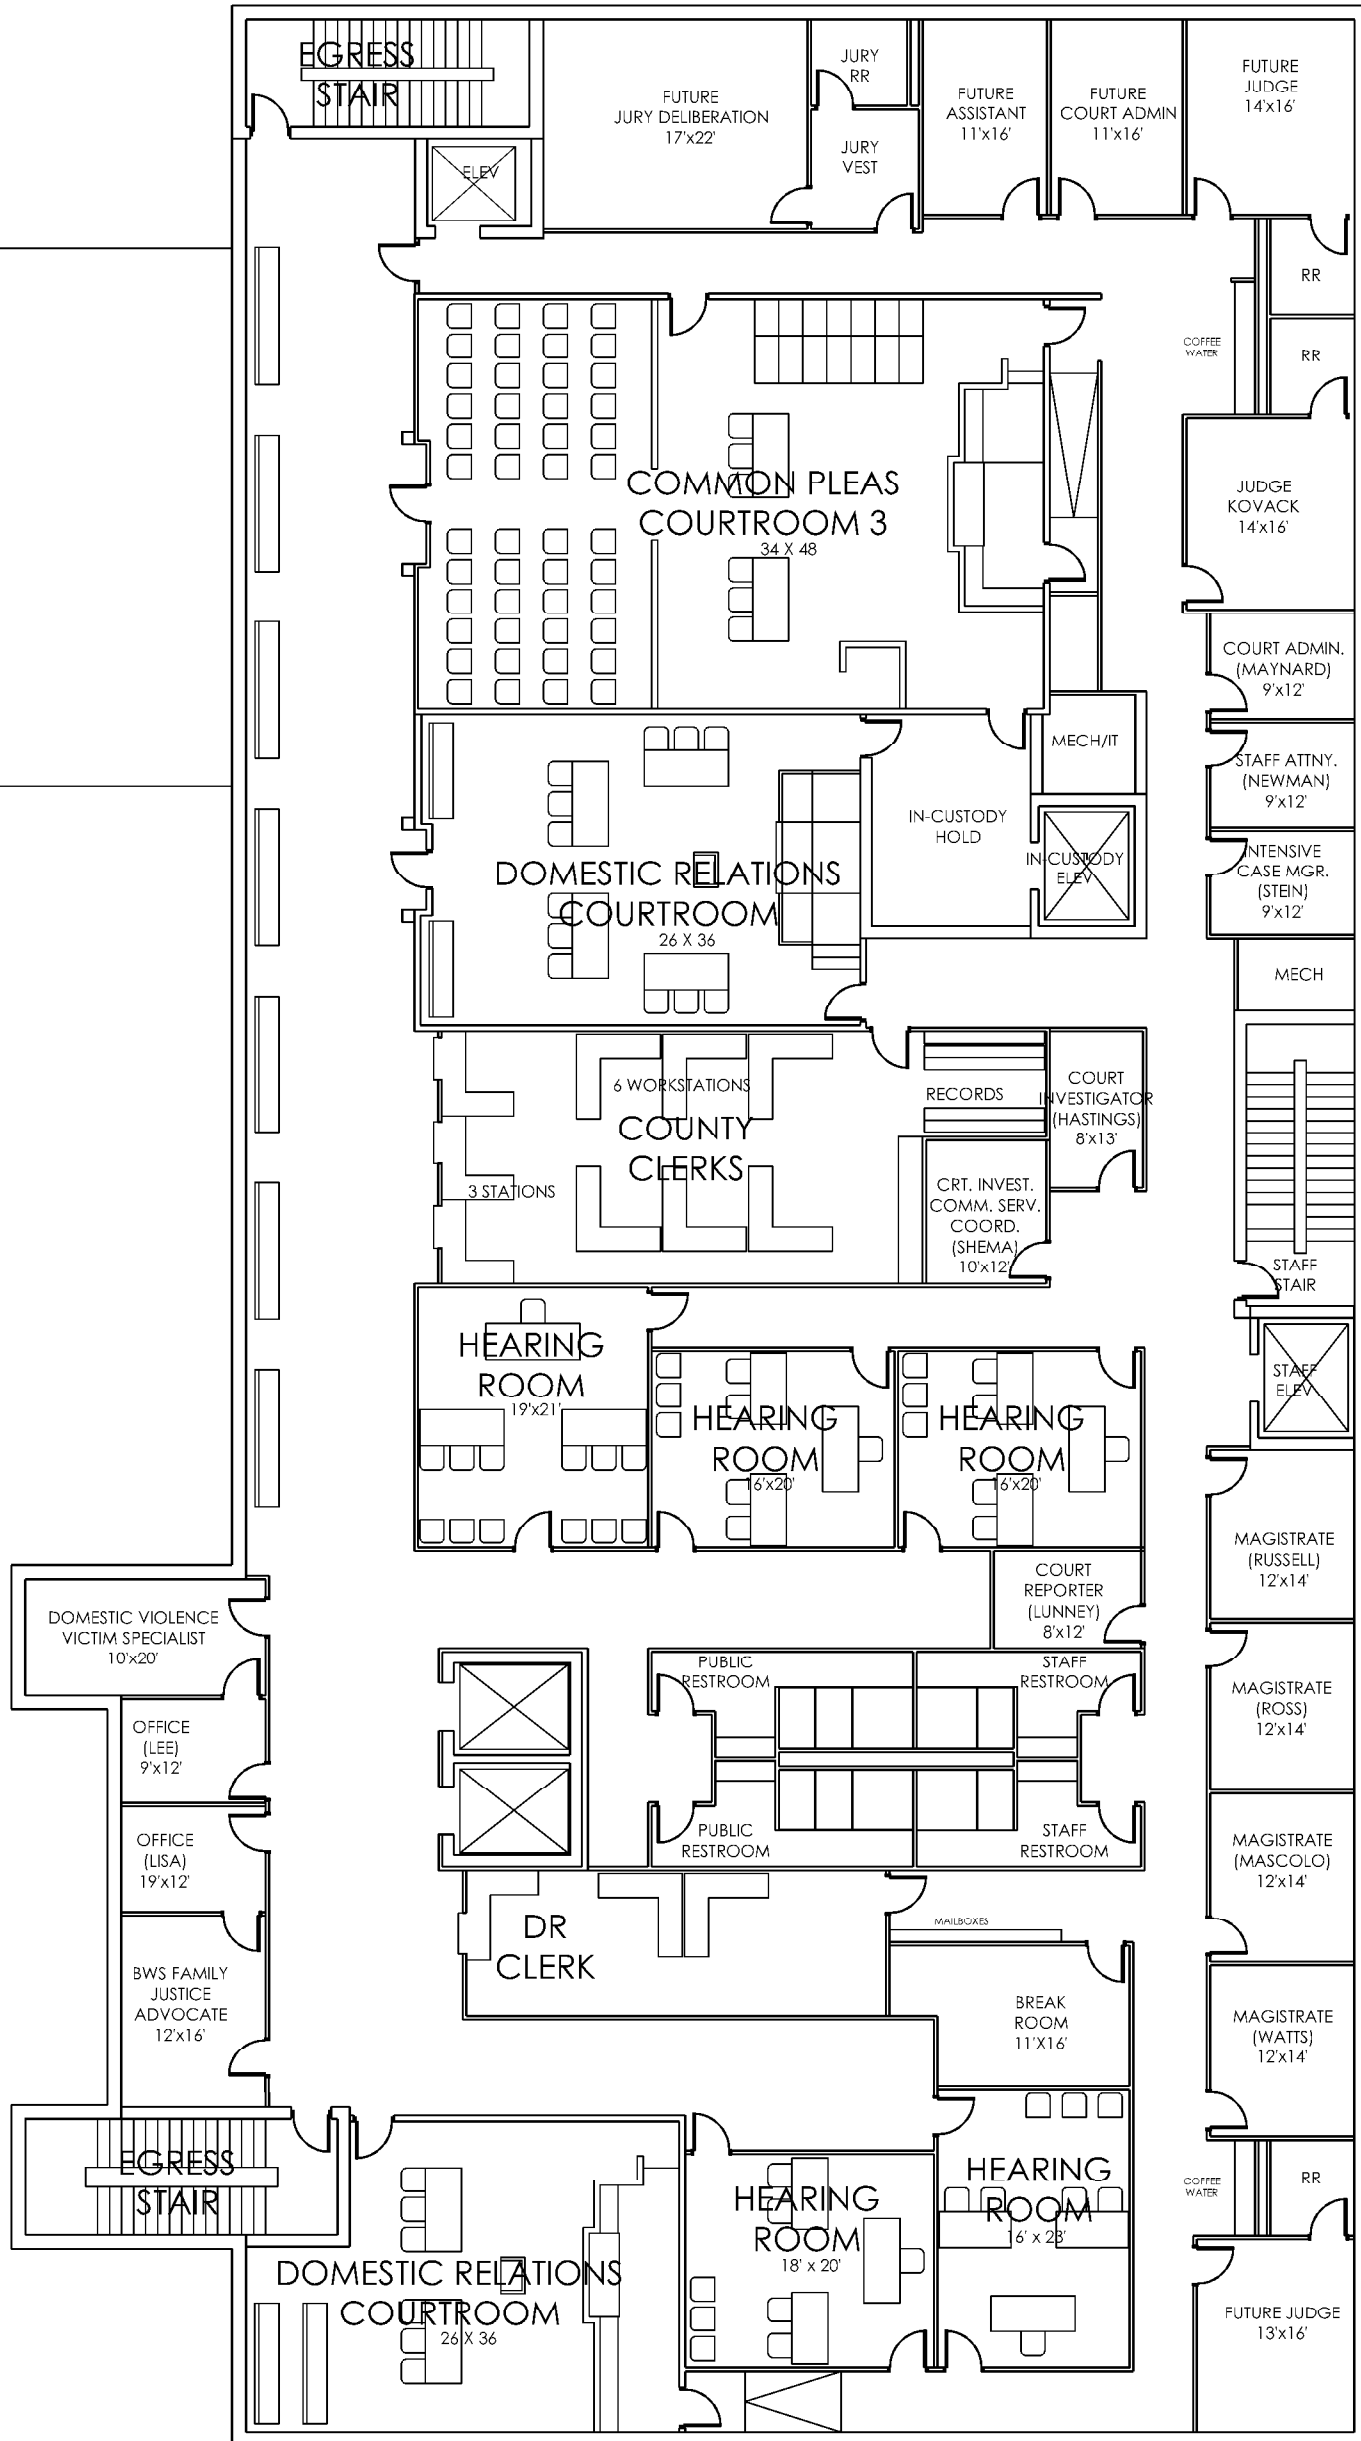 EGRESS
STAIR
ELEV
FUTURE
JURY DELIBERATION
17'x22'
JURY
RR
JURY
VEST
FUTURE
ASSISTANT
11'x16'
FUTURE
COURT ADMIN
11'x16'
FUTURE
JUDGE
14'x16'
RR
COFFEE
WATER
RR
COMMON PLEAS
COURTROOM 3
34 X 48
JUDGE
KOVACK
14'x16'
COURT ADMIN.
(MAYNARD)
9'x12'
MECH/IT
STAFF ATTNY.
(NEWMAN)
9'x12'
IN-CUSTODY
HOLD
IN-CUSTODY
ELEV
INTENSIVE
CASE MGR.
(STEIN)
9'x12'
DOMESTIC RELATIONS
COURTROOM
26 X 36
MECH
6 WORKSTATIONS
COUNTY
CLERKS
3 STATIONS
RECORDS
COURT
INVESTIGATOR
(HASTINGS)
8'x13'
CRT. INVEST.
COMM. SERV.
COORD.
(SHEMA)
10'x12'
STAFF
STAIR
HEARING
ROOM
19'x21'
HEARING
ROOM
16'x20'
HEARING
ROOM
16'x20'
STAFF
ELEV
MAGISTRATE
(RUSSELL)
12'x14'
COURT
REPORTER
(LUNNEY)
8'x12'
DOMESTIC VIOLENCE
VICTIM SPECIALIST
10'x20'
PUBLIC
RESTROOM
STAFF
RESTROOM
MAGISTRATE
(ROSS)
12'x14'
OFFICE
(LEE)
9'x12'
OFFICE
(LISA)
19'x12'
PUBLIC
RESTROOM
STAFF
RESTROOM
MAGISTRATE
(MASCOLO)
12'x14'
DR
CLERK
MAILBOXES
BWS FAMILY
JUSTICE
ADVOCATE
12'x16'
BREAK
ROOM
11'X16'
MAGISTRATE
(WATTS)
12'x14'
EGRESS
STAIR
HEARING
ROOM
18' x 20'
HEARING
ROOM
16' x 23'
COFFEE
WATER
RR
DOMESTIC RELATIONS
COURTROOM
26 X 36
FUTURE JUDGE
13'x16'